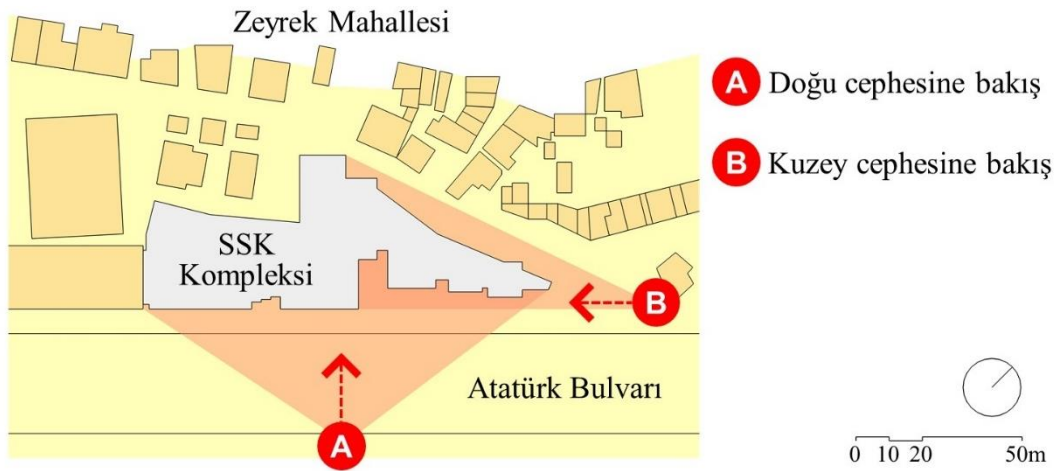 Zeyrek Mahallesi
A Doğu cephesine bakış
B Kuzey cephesine bakış
SSK
Kompleksi
B
Atatürk Bulvarı
A
0 10 20 50m